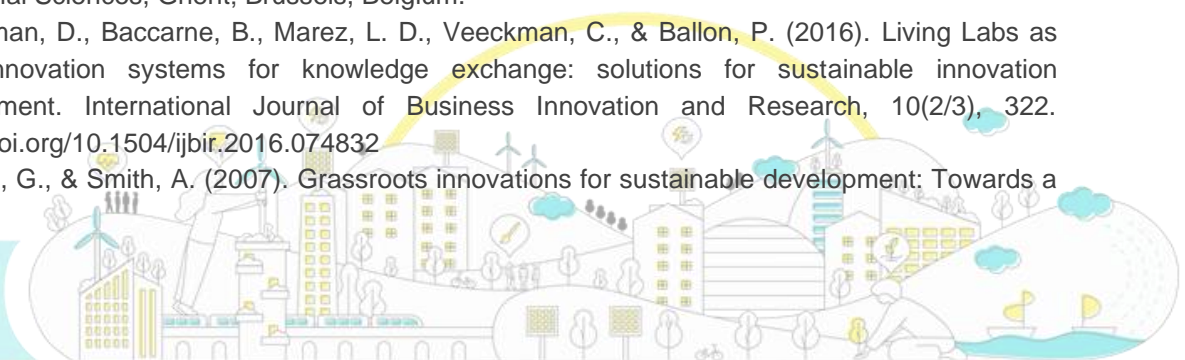 nal Sciences, Ghent, Brussels, Belgium.
man, D., Baccarne, B., Marez, L. D., Veeckman, C., & Ballon, P. (2016). Living Labs as
nnovation systems for knowledge exchange: solutions for sustainable innovation
ment. International Journal of Business Innovation and Research, 10(2/3), 322.
oi.org/10.1504/ijbir.2016.074832
, G., & Smith, A. (2007). Grassroots innovations for sustainable development: Towards a